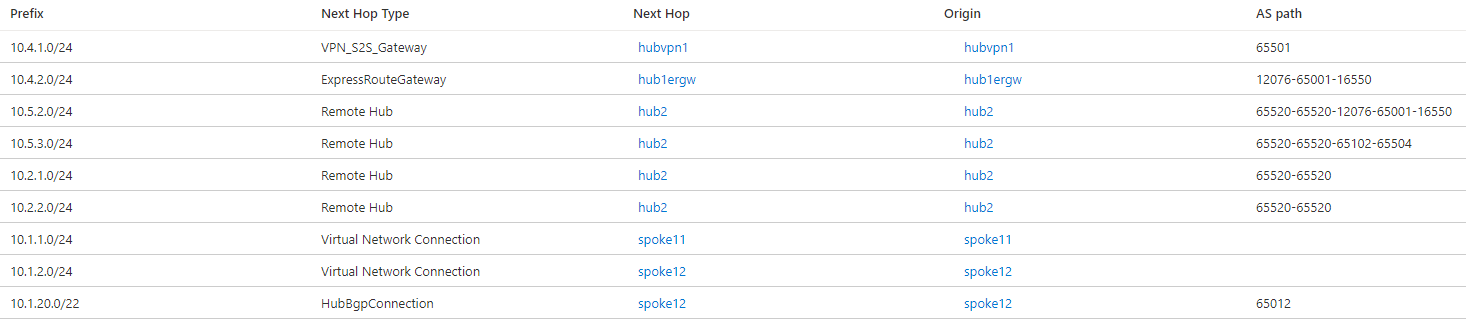 Prefix Next Hop Type Next Hop Origin AS path
10.4.1.0/24 VPN_S2S_Gateway hubvpn1 hubvpn1 65501
10.4.2.0/24 ExpressRouteGateway hub1ergw hub1ergw 12076-65001-16550
10.5.2.0/24 Remote Hub hub2 hub2 65520-65520-12076-65001-16550
10.5.3.0/24 Remote Hub hub2 hub2 65520-65520-65102-65504
10.2.1.0/24 Remote Hub hub2 hub2 65520-65520
10.2.2.0/24 Remote Hub hub2 hub2 65520-65520
10.1.1.0/24 Virtual Network Connection spoke11 spoke11
10.1.2.0/24 Virtual Network Connection spoke12 spoke12
10.1.20.0/22 HubBgpConnection spoke12 spoke12 65012